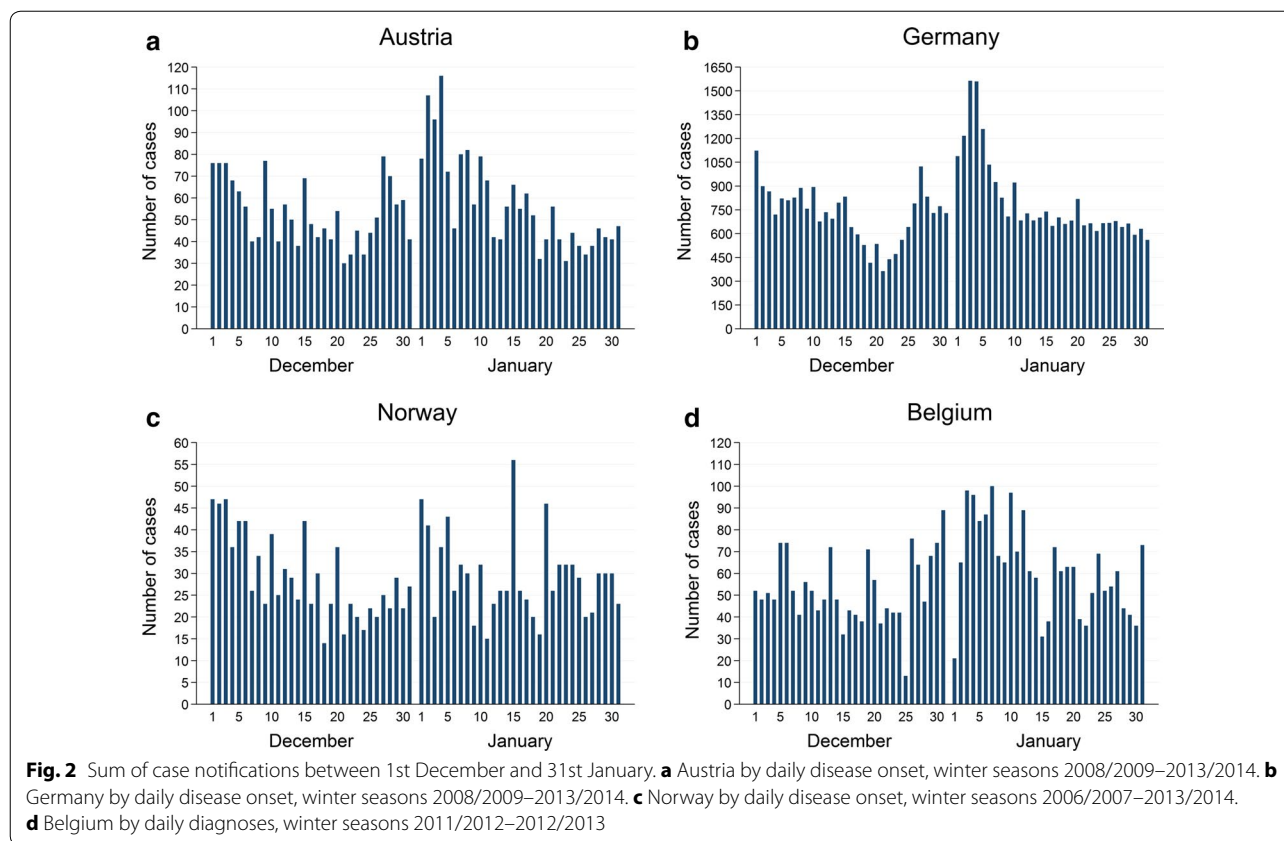 a Austria
120
110
100
90
80
70
60
50
40
30
20
10
0
Number of cases
1 5 10 15 20 25 30 1 5 10 15 20 25 30
December January
b Germany
1650
1500
1350
1200
1050
900
750
600
450
300
150
0
Number of cases
1 5 10 15 20 25 30 1 5 10 15 20 25 30
December January
c Norway
60
55
50
45
40
35
30
25
20
15
10
5
0
Number of cases
1 5 10 15 20 25 30 1 5 10 15 20 25 30
December January
d Belgium
120
110
100
90
80
70
60
50
40
30
20
10
0
Number of cases
1 5 10 15 20 25 30 1 5 10 15 20 25 30
December January
Fig. 2 Sum of case notifications between 1st December and 31st January. a Austria by daily disease onset, winter seasons 2008/2009–2013/2014. b
Germany by daily disease onset, winter seasons 2008/2009–2013/2014. c Norway by daily disease onset, winter seasons 2006/2007–2013/2014.
d Belgium by daily diagnoses, winter seasons 2011/2012–2012/2013